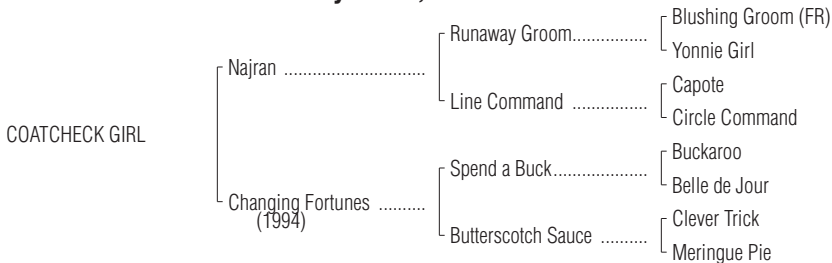 Blushing Groom (FR)
Runaway Groom................
Yonnie Girl
Najran ..............................
Capote
Line Command ................
Circle Command
COATCHECK GIRL
Buckaroo
Spend a Buck....................
Belle de Jour
Changing Fortunes ..........
(1994)
Clever Trick
Butterscotch Sauce ..........
Meringue Pie